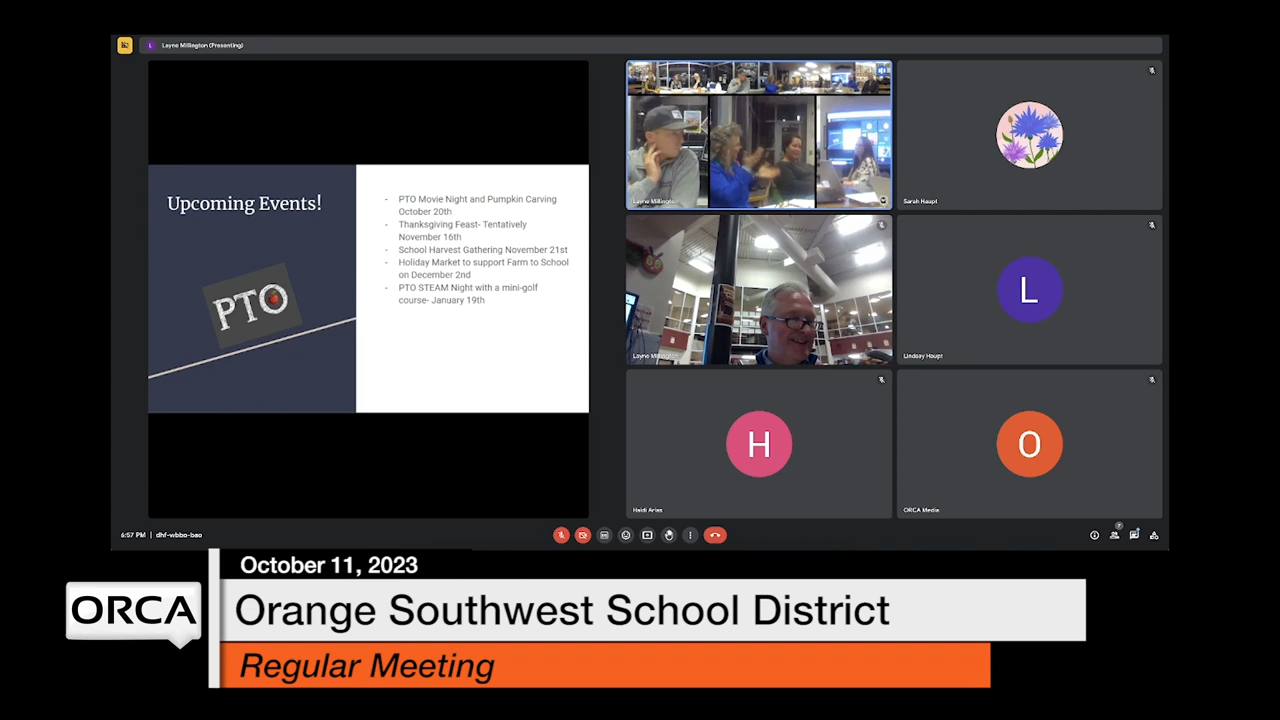 L Layne Millington (Presenting)
Upcoming Events!
PTO
- PTO Movie Night and Pumpkin Carving
October 20th
- Thanksgiving Feast- Tentatively
November 16th
- School Harvest Gathering November 21st
- Holiday Market to support Farm to School
on December 2nd
- PTO STEAM Night with a mini-golf
course- January 19th
Layne Millington
Sarah Haupt
Layne Millington
L
Lindsay Haupt
H
Haidi Arias
O
ORCA Media
6:57 PM | dhf-wbbo-bao
7
October 11, 2023
ORCA
Orange Southwest School District
Regular Meeting